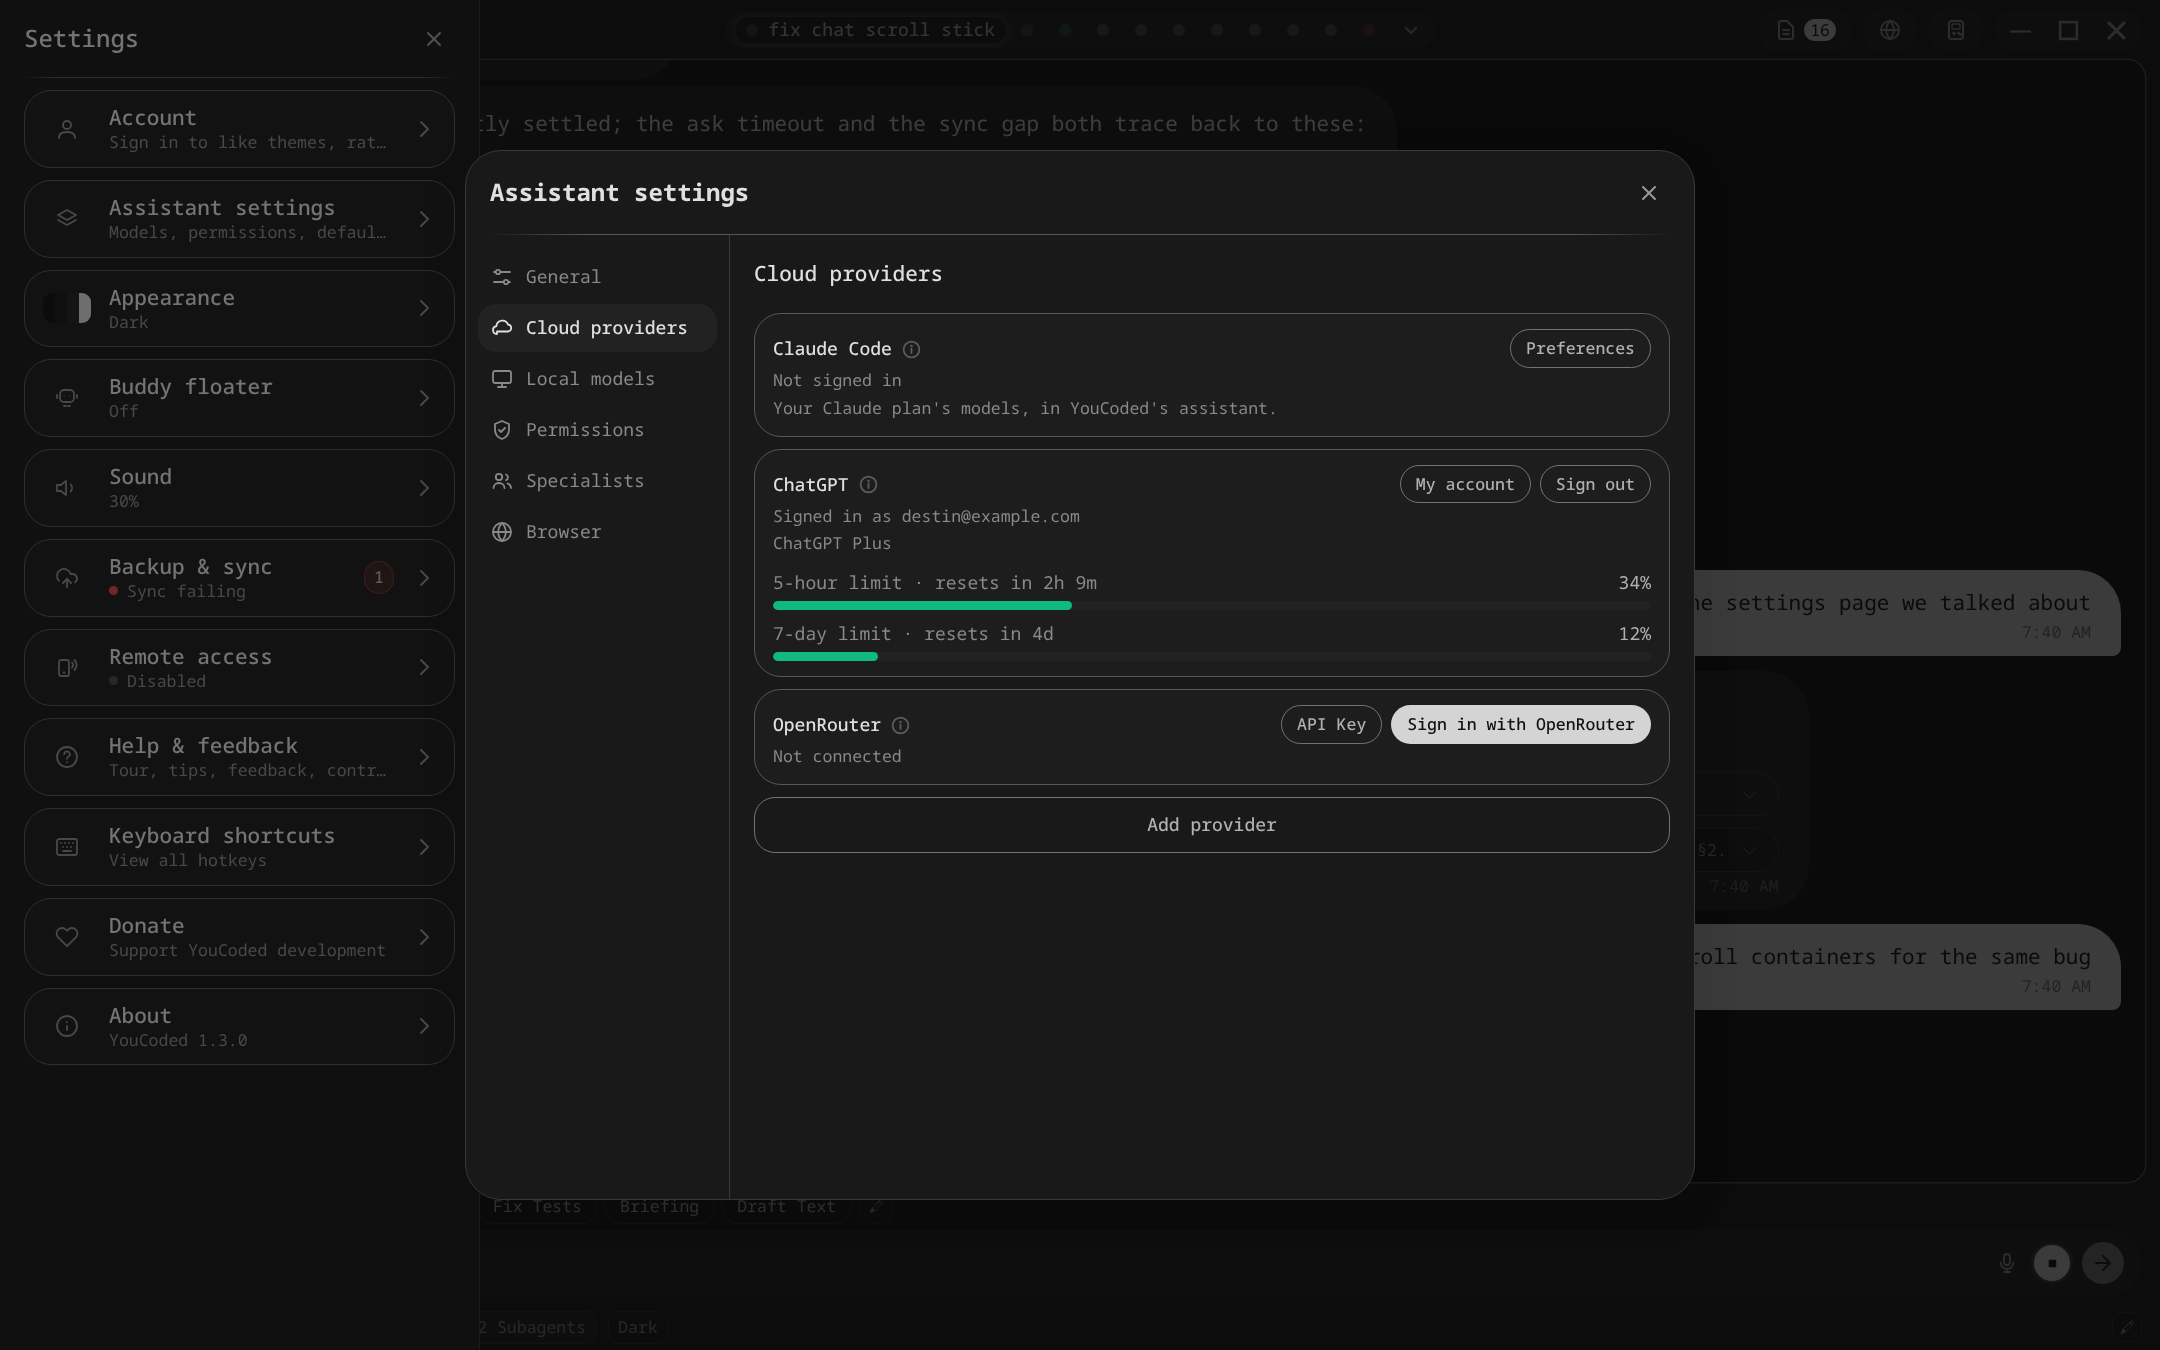 Settings
Account
Sign in to like themes, rat…
Assistant settings
Models, permissions, defaul…
Appearance
Dark
Buddy floater
Off
Sound
30%
Backup & sync
Sync failing
1
Remote access
Disabled
Help & feedback
Tour, tips, feedback, contr…
Keyboard shortcuts
View all hotkeys
Donate
Support YouCoded development
About
YouCoded 1.3.0
fix chat scroll stick
16
tly settled; the ask timeout and the sync gap both trace back to these:
Assistant settings
General
Cloud providers
Local models
Permissions
Specialists
Browser
Cloud providers
Claude Code
Preferences
Not signed in
Your Claude plan's models, in YouCoded's assistant.
ChatGPT
My account
Sign out
Signed in as destin@example.com
ChatGPT Plus
5-hour limit · resets in 2h 9m
34%
7-day limit · resets in 4d
12%
OpenRouter
API Key
Sign in with OpenRouter
Not connected
Add provider
he settings page we talked about
7:40 AM
§2.
7:40 AM
roll containers for the same bug
7:40 AM
Fix Tests
Briefing
Draft Text
2 Subagents
Dark